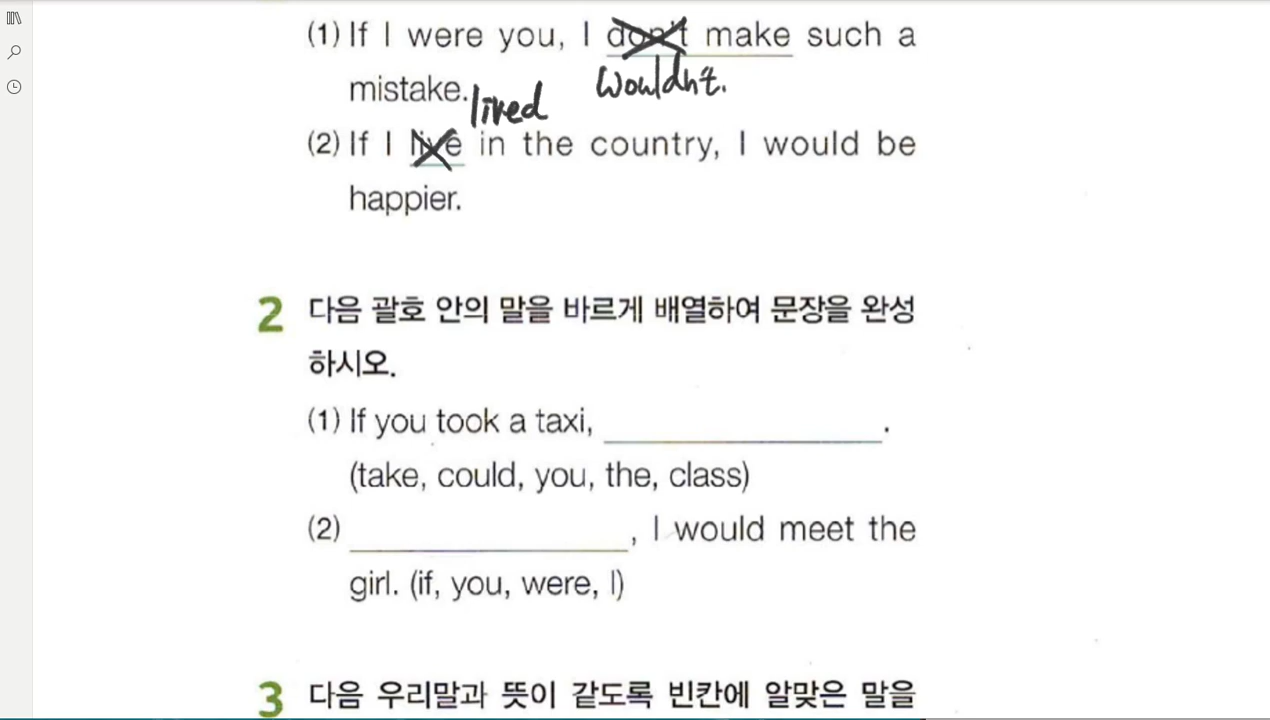 (1) If I were you, I don't make such a
mistake. wouldn't.
lived
(2) If I live in the country, I would be
happier.
2 다음 괄호 안의 말을 바르게 배열하여 문장을 완성
하시오.
(1) If you took a taxi, .
(take, could, you, the, class)
(2) , I would meet the
girl. (if, you, were, I)
3 다음 우리말과 뜻이 같도록 빈칸에 알맞은 말을